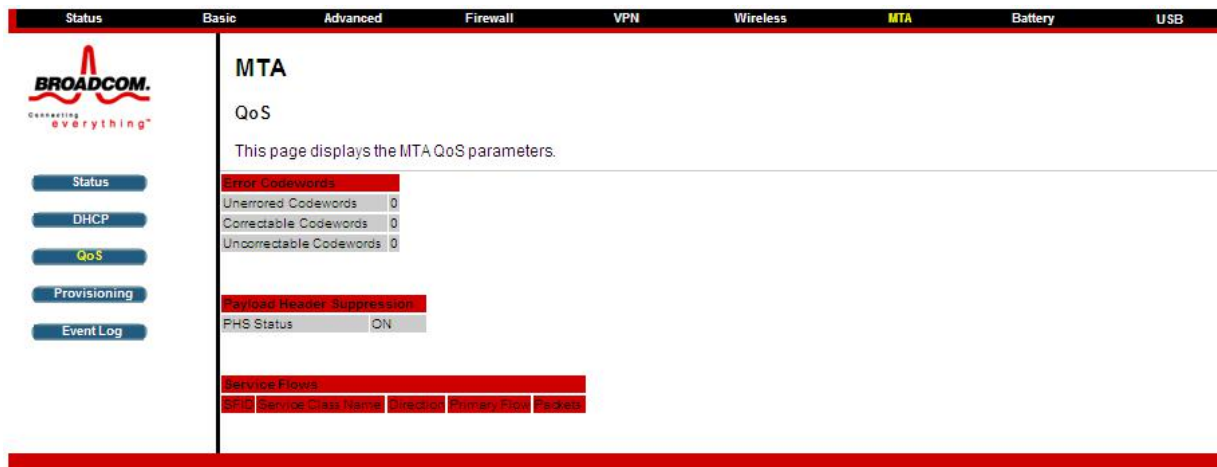 Status Basic Advanced Firewall VPN Wireless MTA Battery USB
BROADCOM.
Connecting
everything™
MTA
QoS
This page displays the MTA QoS parameters.
Status
DHCP
QoS
Provisioning
Event Log
Error Codewords
Unerrored Codewords 0
Correctable Codewords 0
Uncorrectable Codewords 0
Payload Header Suppression
PHS Status ON
Service Flows
SFID Service Class Name Direction Primary Flow Packets